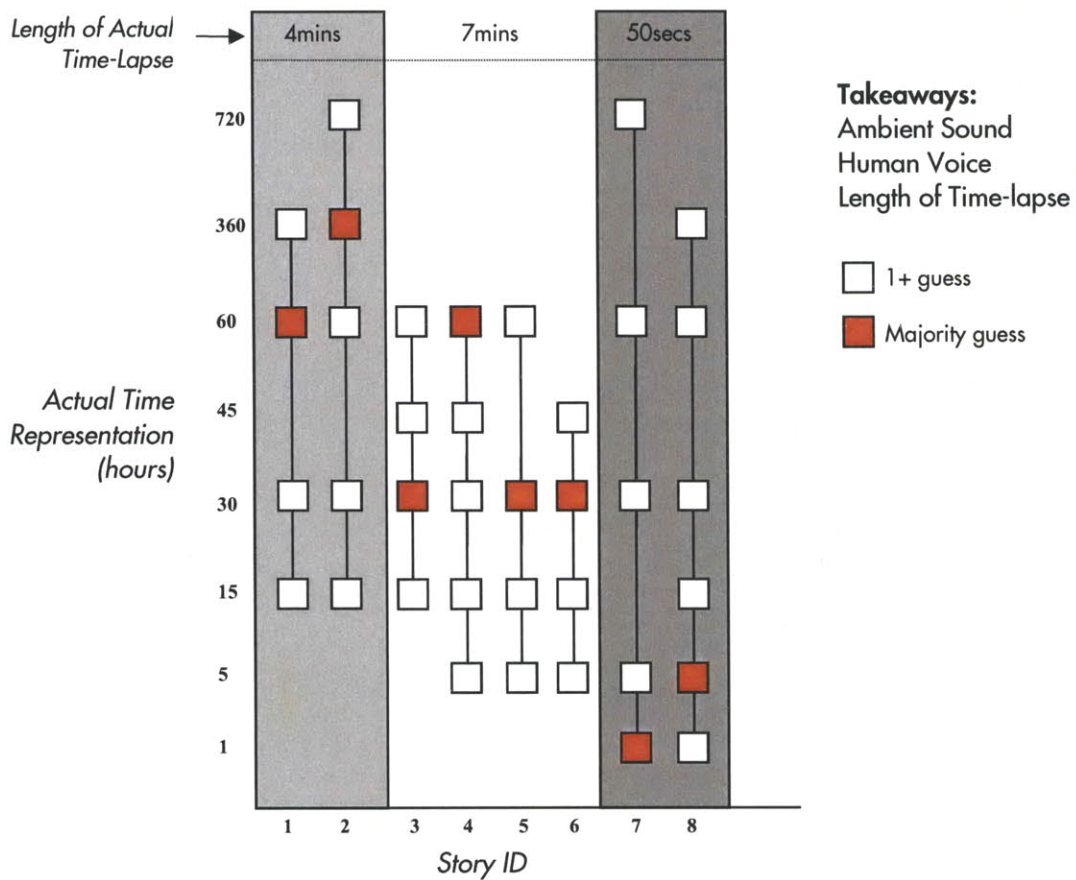 Length of Actual
Time-Lapse
4mins
7mins
50secs
720
360
60
45
30
15
5
1
Actual Time
Representation
(hours)
1
2
3
4
5
6
7
8
Story ID
Takeaways:
Ambient Sound
Human Voice
Length of Time-lapse
1+ guess
Majority guess